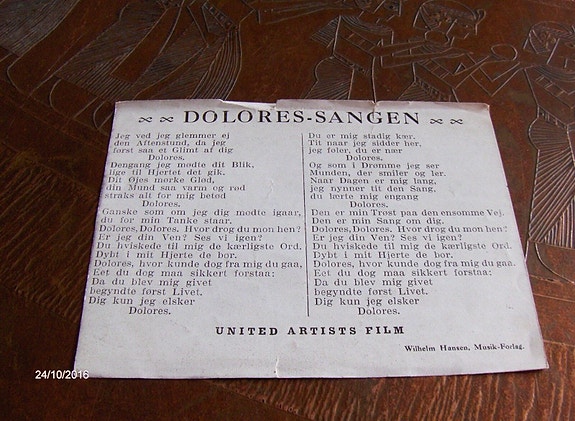 DOLORES-SANGEN
Jeg ved jeg glemmer ej
den Aftenstund, da jeg
først saa et Glimt af dig
Dolores.
Dengang jeg mødte dit Blik,
lige til Hjertet det gik.
Dit Øjes mørke Glød,
din Mund saa varm og rød
straks alt for mig betød
Dolores.
Ganske som om jeg dig mødte igaar,
du for min Tanke staar.
Dolores, Dolores. Hvor drog du mon hen?
Er jeg din Ven? Ses vi igen?
Du hviskede til mig de kærligste Ord,
Dybt i mit Hjerte de bor.
Dolores, hvor kunde dog fra mig du gaa,
Eet du dog maa sikkert forstaa:
Da du blev mig givet
begyndte først Livet.
Dig kun jeg elsker
Dolores.
Du er mig stadig kær.
Tit naar jeg sidder her,
jeg føler, du er nær
Dolores.
Og som i Drømme jeg ser
Munden, der smiler og ler.
Naar Dagen er mig lang,
jeg nynner tit den Sang,
du lærte mig engang
Dolores.
Den er min Trøst paa den ensomme Vej.
Den er min Sang om dig.
Dolores, Dolores. Hvor drog du mon hen?
Er jeg din Ven? Ses vi igen?
Du hviskede til mig de kærligste Ord.
Dybt i mit Hjerte de bor.
Dolores, hvor kunde dog fra mig du gaa.
Eet du dog maa sikkert forstaa:
Da du blev mig givet
begyndte først Livet.
Dig kun jeg elsker
Dolores.
UNITED ARTISTS FILM
Wilhelm Hansen, Musik-Forlag.
24/10/2016